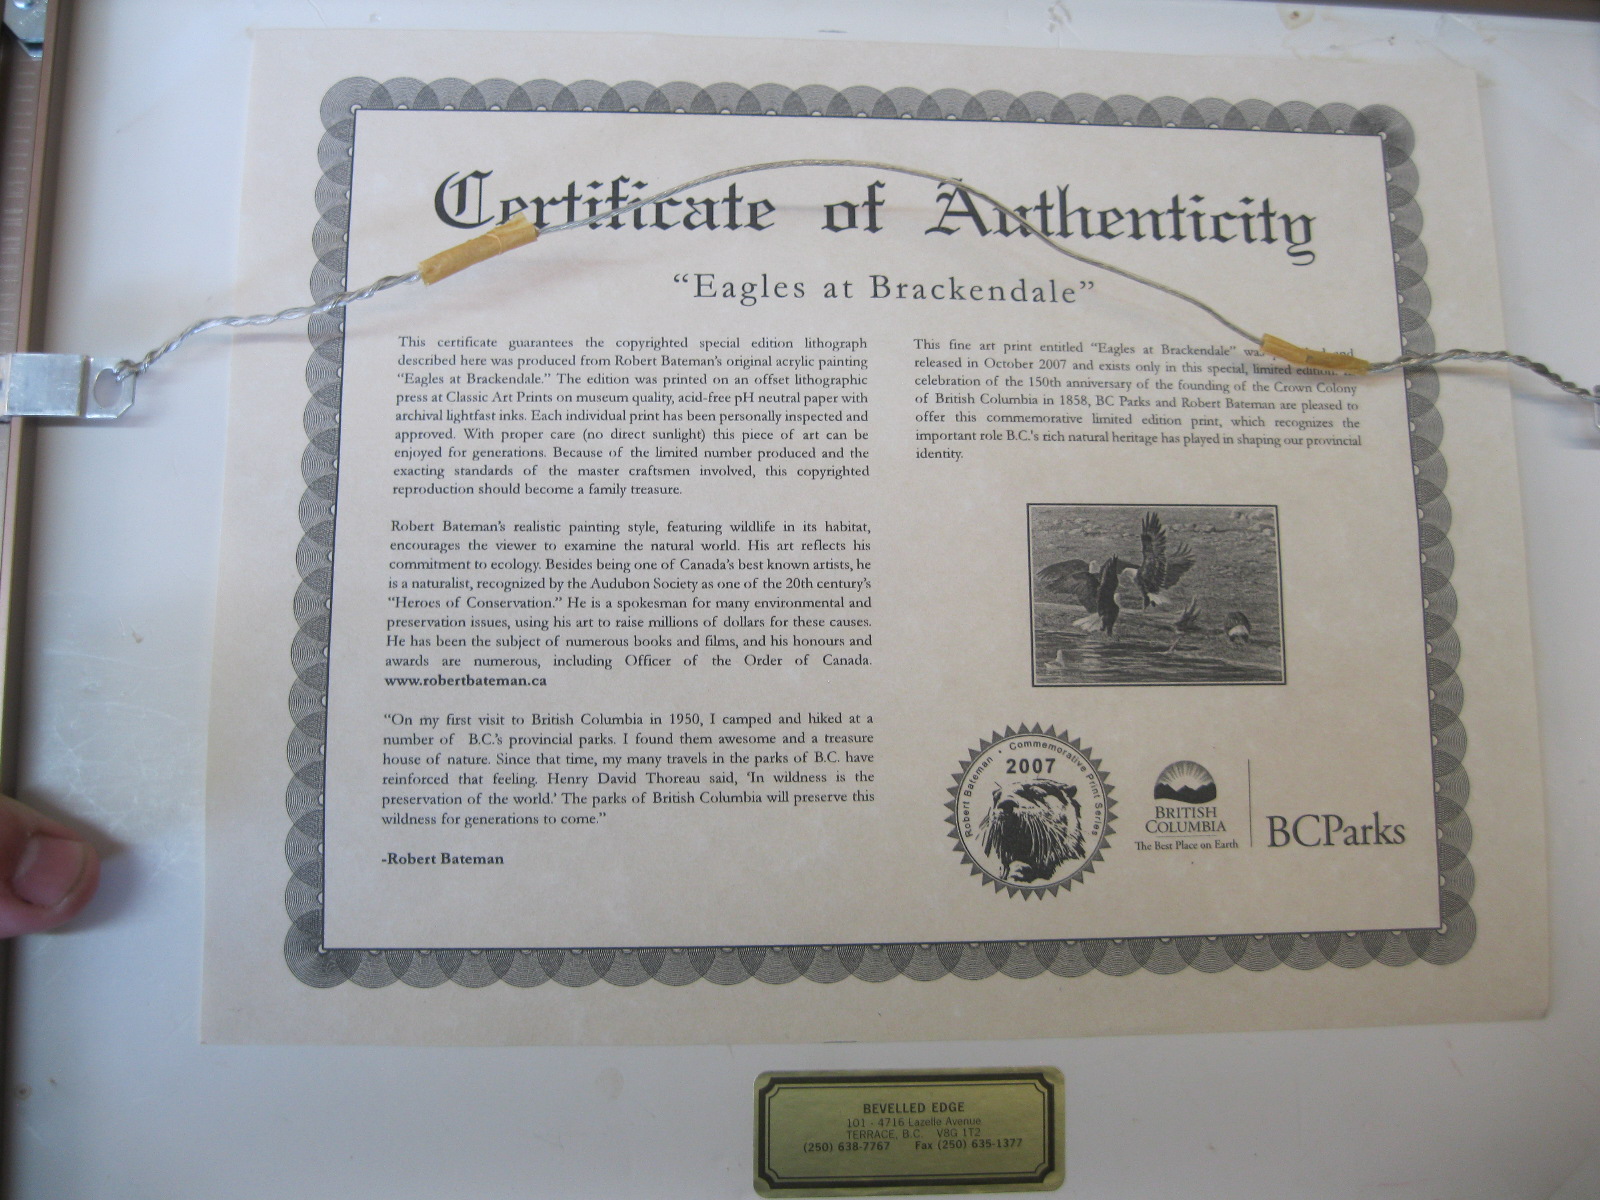 Certificate of Authenticity
“Eagles at Brackendale”
This certificate guarantees the copyrighted special edition lithograph
described here was produced from Robert Bateman’s original acrylic painting
“Eagles at Brackendale.” The edition was printed on an offset lithographic
press at Classic Art Prints on museum quality, acid-free pH neutral paper with
archival lightfast inks. Each individual print has been personally inspected and
approved. With proper care (no direct sunlight) this piece of art can be
enjoyed for generations. Because of the limited number produced and the
exacting standards of the master craftsmen involved, this copyrighted
reproduction should become a family treasure.
Robert Bateman’s realistic painting style, featuring wildlife in its habitat,
encourages the viewer to examine the natural world. His art reflects his
commitment to ecology. Besides being one of Canada’s best known artists, he
is a naturalist, recognized by the Audubon Society as one of the 20th century’s
“Heroes of Conservation.” He is a spokesman for many environmental and
preservation issues, using his art to raise millions of dollars for these causes.
He has been the subject of numerous books and films, and his honours and
awards are numerous, including Officer of the Order of Canada.
www.robertbateman.ca
“On my first visit to British Columbia in 1950, I camped and hiked at a
number of B.C.’s provincial parks. I found them awesome and a treasure
house of nature. Since that time, my many travels in the parks of B.C. have
reinforced that feeling. Henry David Thoreau said, ‘In wildness is the
preservation of the world.’ The parks of British Columbia will preserve this
wildness for generations to come.”
-Robert Bateman
This fine art print entitled “Eagles at Brackendale” and
released in October 2007 and exists only in this special, limited edition.
celebration of the 150th anniversary of the founding of the Crown Colony
of British Columbia in 1858, BC Parks and Robert Bateman are pleased to
offer this commemorative limited edition print, which recognizes the
important role B.C.’s rich natural heritage has played in shaping our provincial
identity.
Robert Bateman • Commemorative Print Series
2007
BRITISH
COLUMBIA
The Best Place on Earth
BCParks
BEVELLED EDGE
101 - 4716 Lazelle Avenue
TERRACE, B.C. V8G 1T2
(250) 638-7767 Fax (250) 635-1377